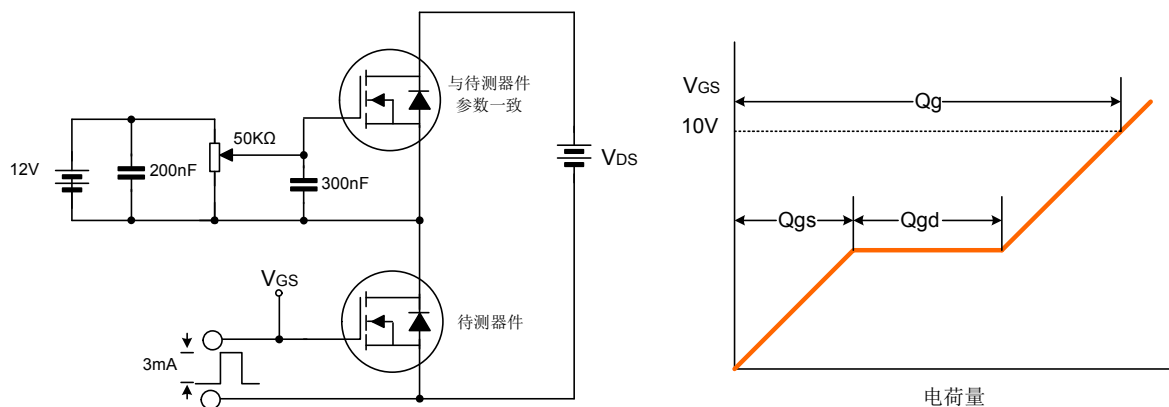 与待测器件
参数一致
12V
200nF
50KΩ
300nF
VDS
VGS
待测器件
3mA
VGS
10V
Qg
Qgs
Qgd
电荷量